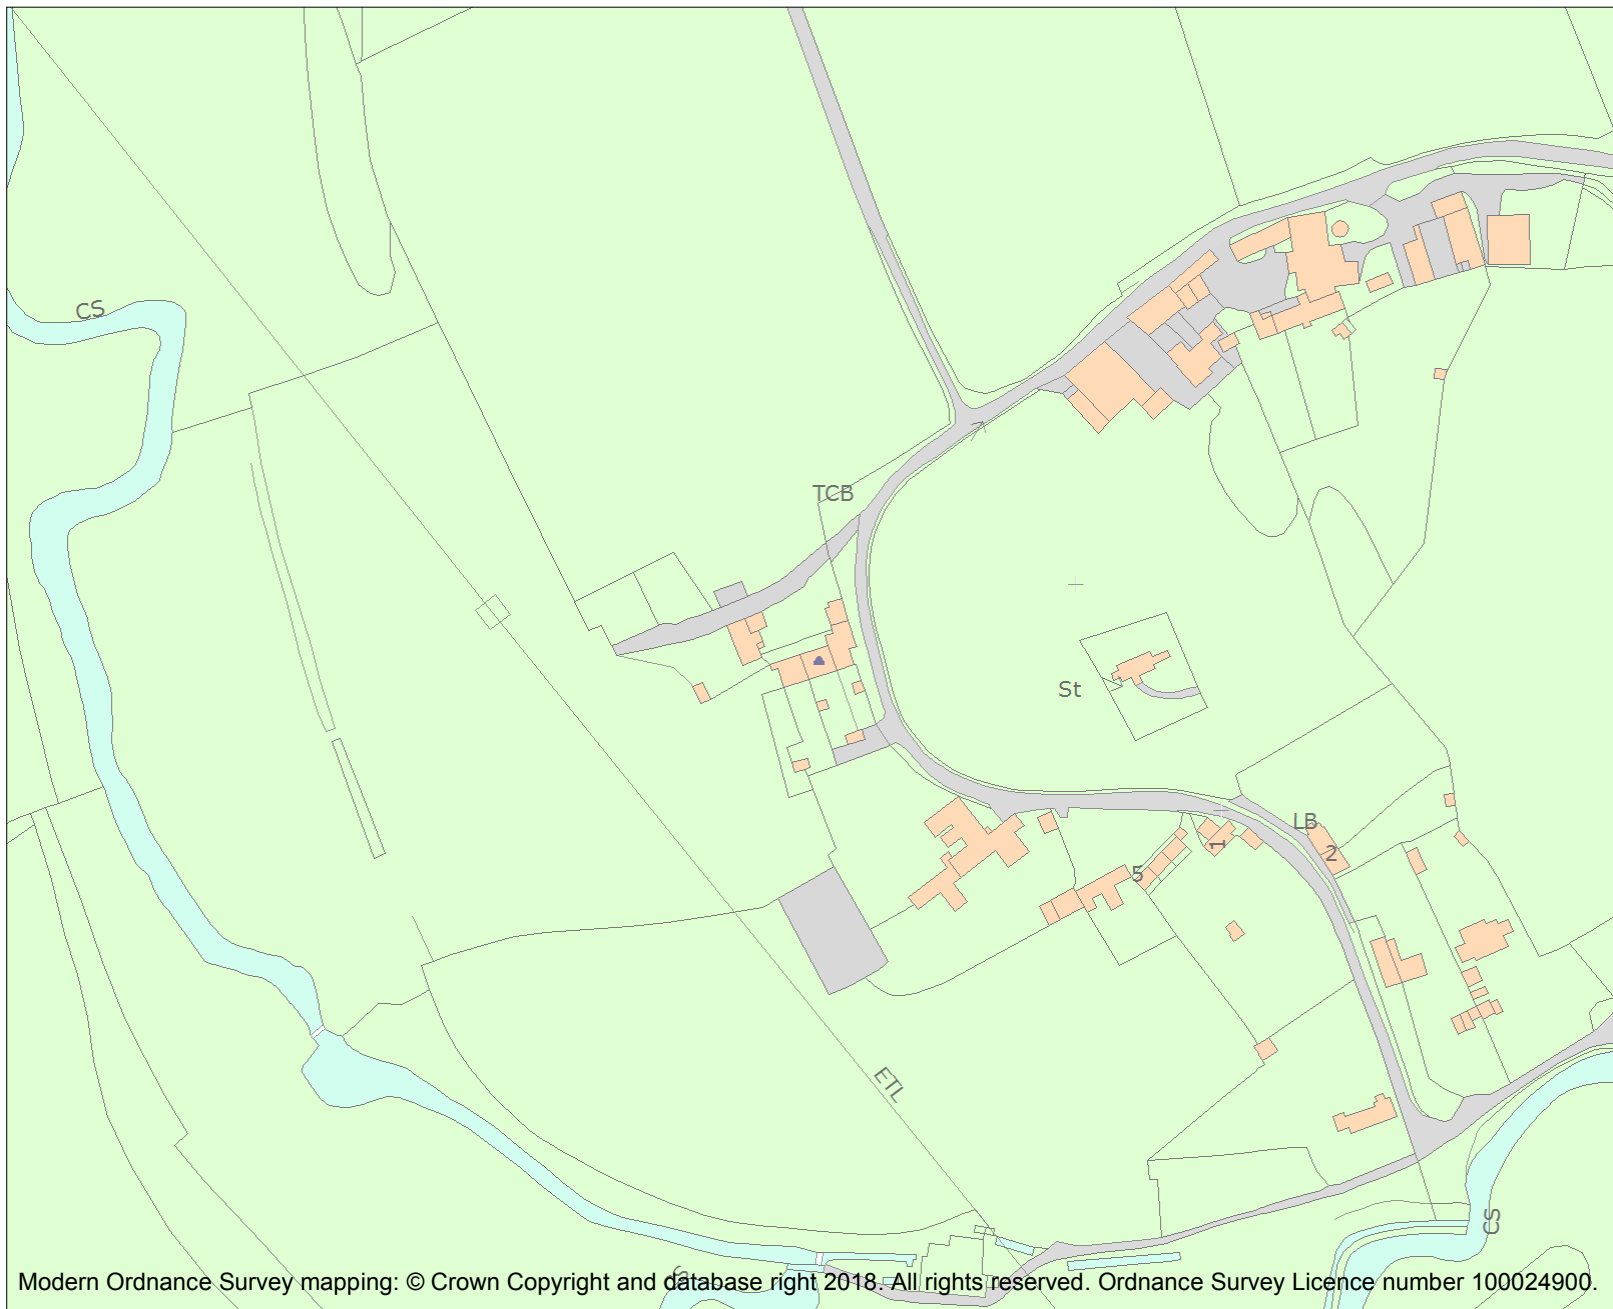 CS
TCB
St
LB
2
1
5
ETL
CS
Modern Ordnance Survey mapping: © Crown Copyright and database right 2018. All rights reserved. Ordnance Survey Licence number 100024900.